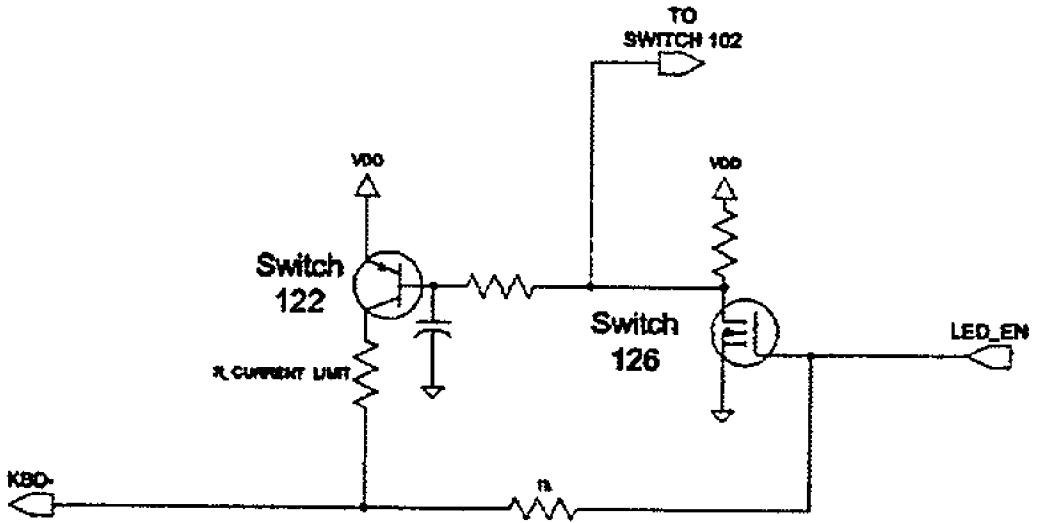 TO
SWITCH 102
VDD
VDD
Switch
122
Switch
126
LED_EN
R_CURRENT LIMIT
KBD-